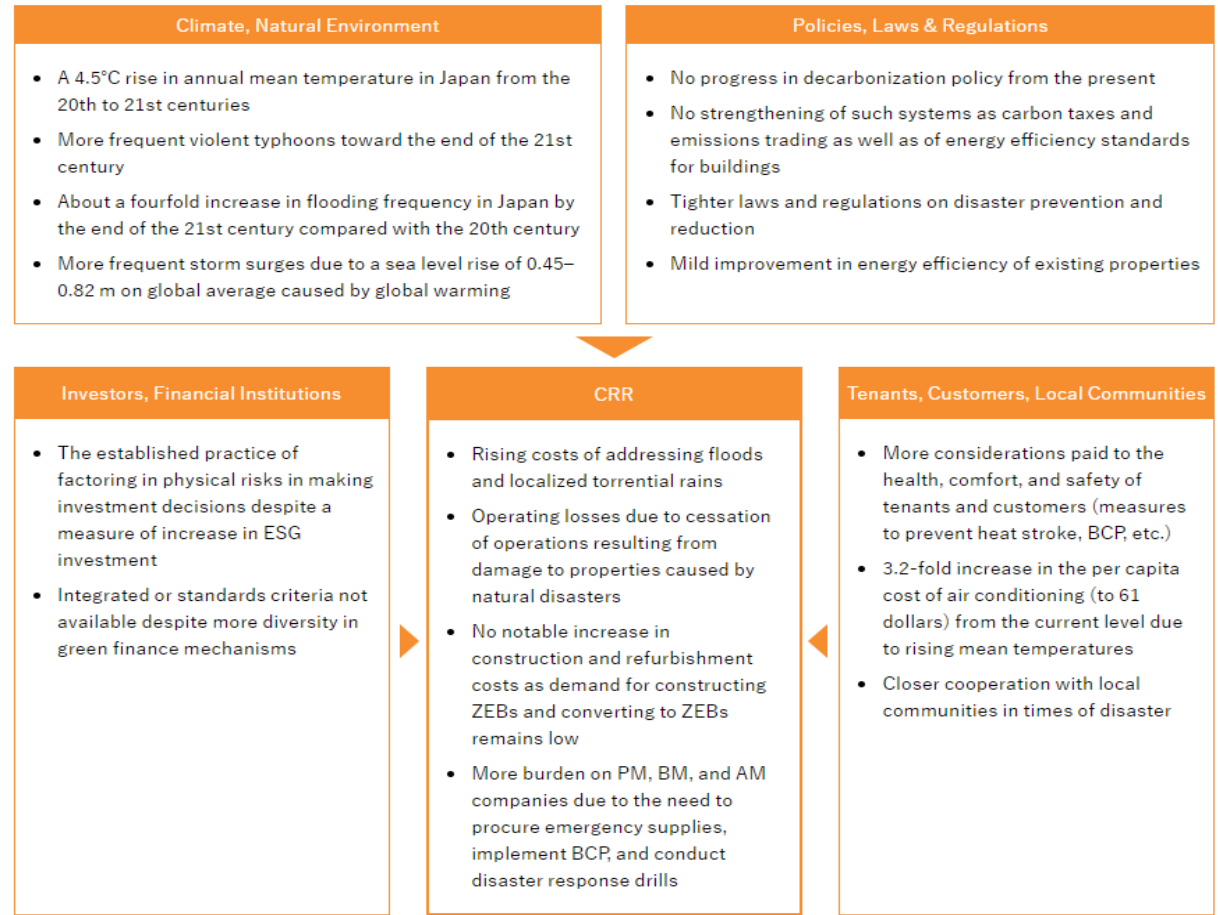 Climate, Natural Environment
• A 4.5°C rise in annual mean temperature in Japan from the
20th to 21st centuries
• More frequent violent typhoons toward the end of the 21st
century
• About a fourfold increase in flooding frequency in Japan by
the end of the 21st century compared with the 20th century
• More frequent storm surges due to a sea level rise of 0.45–
0.82 m on global average caused by global warming
Policies, Laws & Regulations
• No progress in decarbonization policy from the present
• No strengthening of such systems as carbon taxes and
emissions trading as well as of energy efficiency standards
for buildings
• Tighter laws and regulations on disaster prevention and
reduction
• Mild improvement in energy efficiency of existing properties
Investors, Financial Institutions
• The established practice of
factoring in physical risks in making
investment decisions despite a
measure of increase in ESG
investment
• Integrated or standards criteria not
available despite more diversity in
green finance mechanisms
CRR
• Rising costs of addressing floods
and localized torrential rains
• Operating losses due to cessation
of operations resulting from
damage to properties caused by
natural disasters
• No notable increase in
construction and refurbishment
costs as demand for constructing
ZEBs and converting to ZEBs
remains low
• More burden on PM, BM, and AM
companies due to the need to
procure emergency supplies,
implement BCP, and conduct
disaster response drills
Tenants, Customers, Local Communities
• More considerations paid to the
health, comfort, and safety of
tenants and customers (measures
to prevent heat stroke, BCP, etc.)
• 3.2-fold increase in the per capita
cost of air conditioning (to 61
dollars) from the current level due
to rising mean temperatures
• Closer cooperation with local
communities in times of disaster